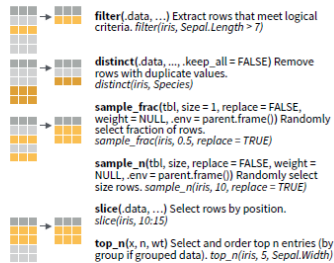 filter(.data, …) Extract rows that meet logical
criteria. filter(iris, Sepal.Length > 7)
distinct(.data, ..., .keep_all = FALSE) Remove
rows with duplicate values.
distinct(iris, Species)
sample_frac(tbl, size = 1, replace = FALSE,
weight = NULL, .env = parent.frame()) Randomly
select fraction of rows.
sample_frac(iris, 0.5, replace = TRUE)
sample_n(tbl, size, replace = FALSE, weight =
NULL, .env = parent.frame()) Randomly select
size rows. sample_n(iris, 10, replace = TRUE)
slice(.data, …) Select rows by position.
slice(iris, 10:15)
top_n(x, n, wt) Select and order top n entries (by
group if grouped data). top_n(iris, 5, Sepal.Width)